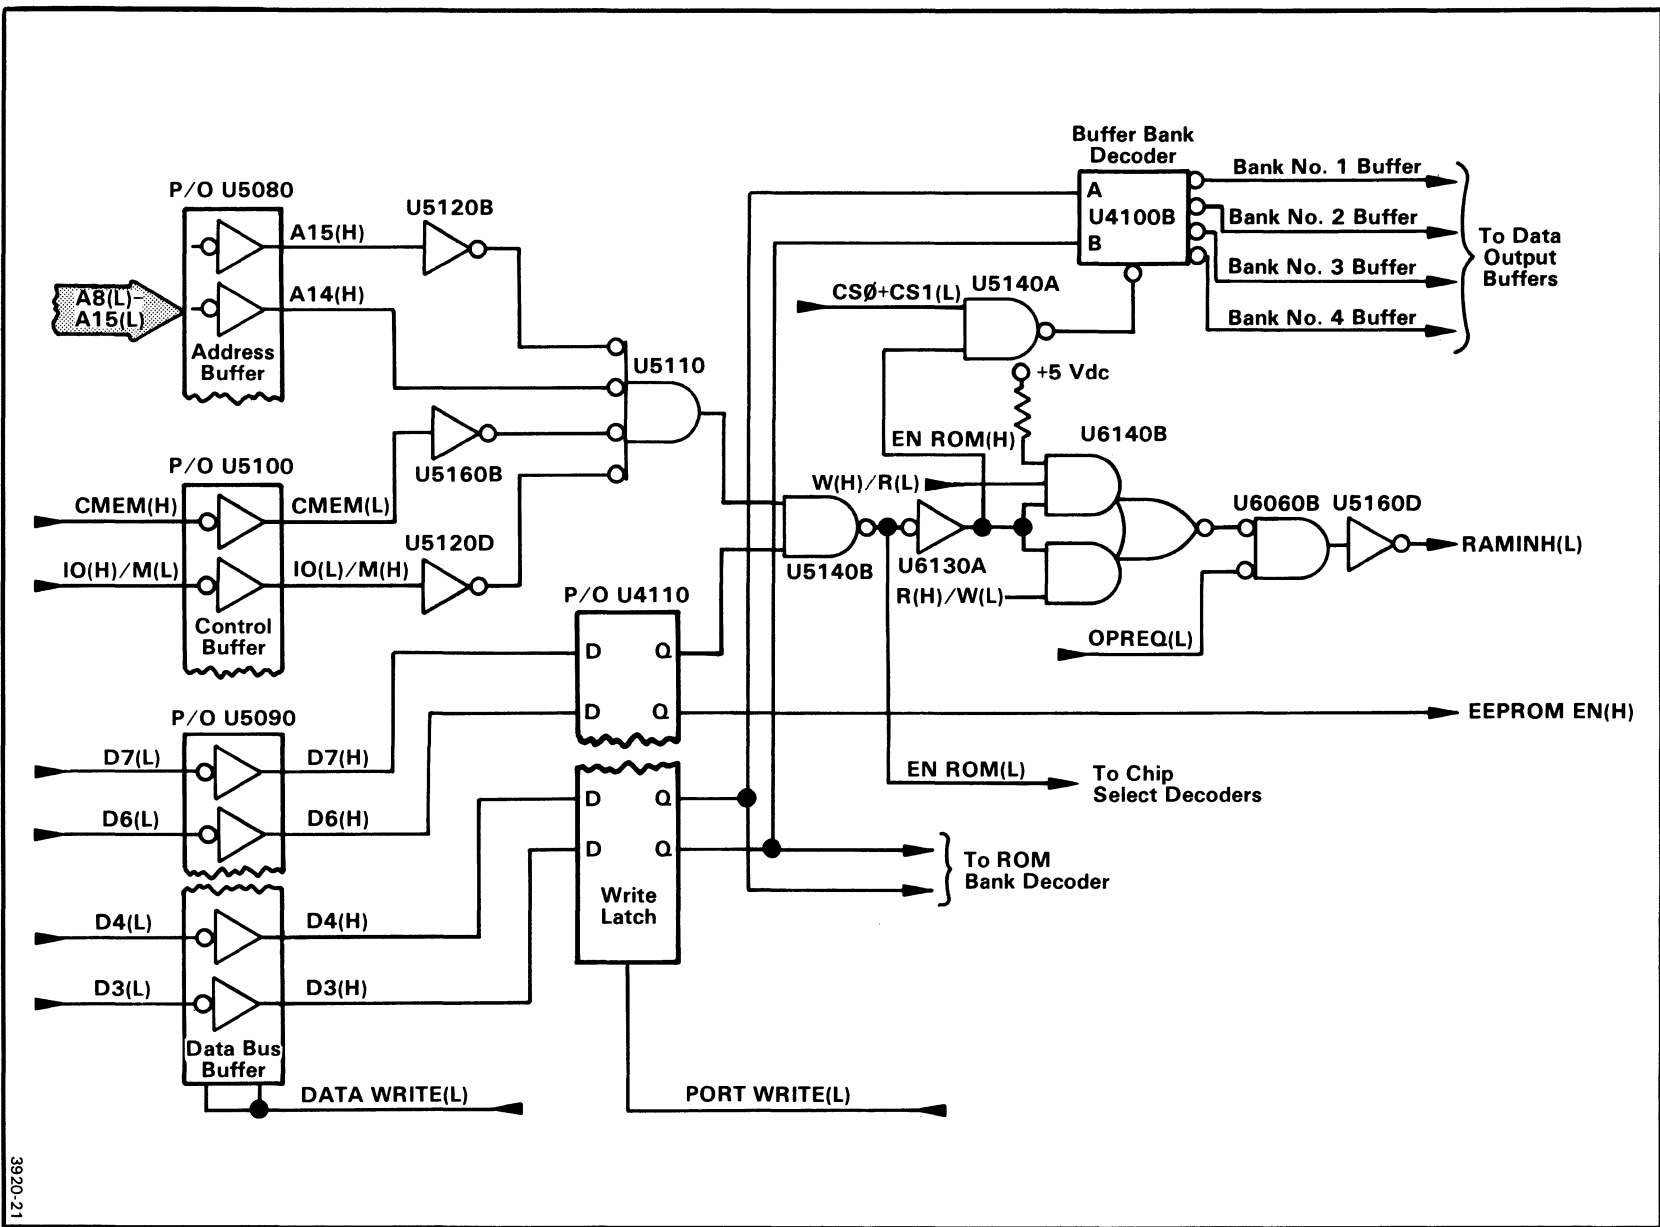 Buffer Bank
Decoder
P/O U5080
U5120B
A15(H)
A14(H)
A8(L)–
A15(L)
Address
Buffer
A
U4100B
B
Bank No. 1 Buffer
Bank No. 2 Buffer
Bank No. 3 Buffer
Bank No. 4 Buffer
To Data
Output
Buffers
CSØ+CS1(L)
U5140A
+5 Vdc
U5110
P/O U5100
U5160B
CMEM(H)
CMEM(L)
U5120D
IO(H)/M(L)
IO(L)/M(H)
Control
Buffer
EN ROM(H)
U6140B
W(H)/R(L)
U6060B
U5160D
RAMINH(L)
U5140B
U6130A
R(H)/W(L)
OPREQ(L)
P/O U4110
D
Q
D
Q
EEPROM EN(H)
P/O U5090
D7(L)
D7(H)
D6(L)
D6(H)
EN ROM(L)
To Chip
Select Decoders
D
Q
D
Q
Write
Latch
To ROM
Bank Decoder
D4(L)
D4(H)
D3(L)
D3(H)
Data Bus
Buffer
DATA WRITE(L)
PORT WRITE(L)
3920-21